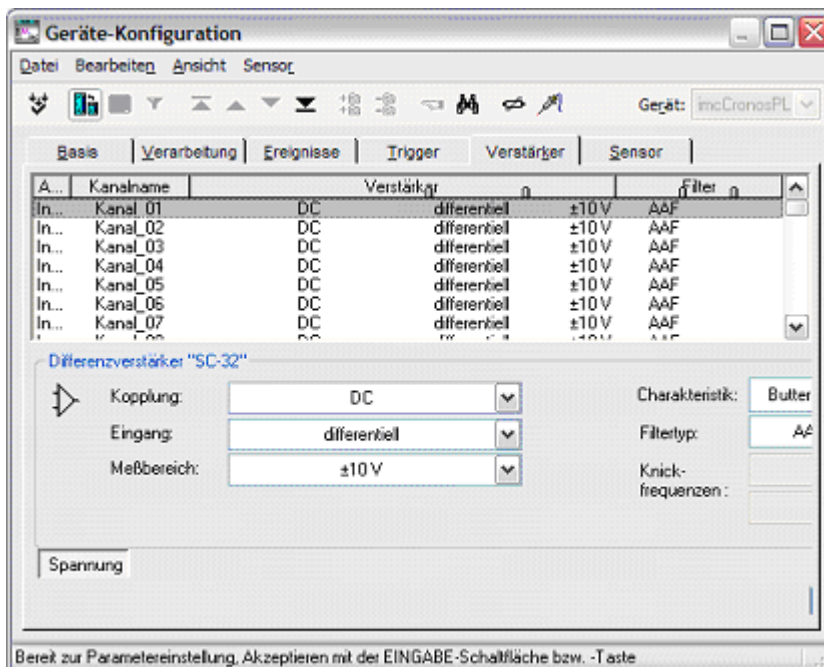 Geräte-Konfiguration
Datei Bearbeiten Ansicht Sensor
Gerät: imcCronosPL
Basis Verarbeitung Ereignisse Trigger Verstärker Sensor
A... Kanalname Verstärker Filter
In... Kanal_01 DC differentiell ±10 V AAF
In... Kanal_02 DC differentiell ±10 V AAF
In... Kanal_03 DC differentiell ±10 V AAF
In... Kanal_04 DC differentiell ±10 V AAF
In... Kanal_05 DC differentiell ±10 V AAF
In... Kanal_06 DC differentiell ±10 V AAF
In... Kanal_07 DC differentiell ±10 V AAF
Differenzverstärker "SC-32"
Kopplung: DC Charakteristik: Butter
Eingang: differentiell Filtertyp: AA
Meßbereich: ±10 V Knick-
frequenzen :
Spannung
Bereit zur Parametereinstellung, Akzeptieren mit der EINGABE-Schaltfläche bzw. -Taste